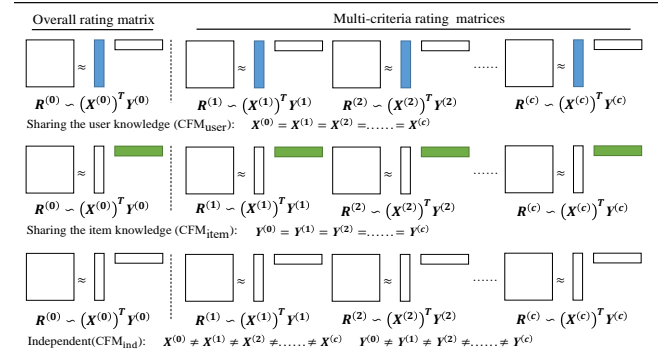 Overall rating matrix Multi-criteria rating matrices
≈ ≈ ≈ ...... ≈
R⁽⁰⁾ ∽ (X⁽⁰⁾)ᵀ Y⁽⁰⁾ R⁽¹⁾ ∽ (X⁽¹⁾)ᵀ Y⁽¹⁾ R⁽²⁾ ∽ (X⁽²⁾)ᵀ Y⁽²⁾ R⁽ᶜ⁾ ∽ (X⁽ᶜ⁾)ᵀ Y⁽ᶜ⁾
Sharing the user knowledge (CFM_user): X⁽⁰⁾ = X⁽¹⁾ = X⁽²⁾ =......= X⁽ᶜ⁾
≈ ≈ ≈ ...... ≈
R⁽⁰⁾ ∽ (X⁽⁰⁾)ᵀ Y⁽⁰⁾ R⁽¹⁾ ∽ (X⁽¹⁾)ᵀ Y⁽¹⁾ R⁽²⁾ ∽ (X⁽²⁾)ᵀ Y⁽²⁾ R⁽ᶜ⁾ ∽ (X⁽ᶜ⁾)ᵀ Y⁽ᶜ⁾
Sharing the item knowledge (CFM_item): Y⁽⁰⁾ = Y⁽¹⁾ = Y⁽²⁾ =......= Y⁽ᶜ⁾
≈ ≈ ≈ ...... ≈
R⁽⁰⁾ ∽ (X⁽⁰⁾)ᵀ Y⁽⁰⁾ R⁽¹⁾ ∽ (X⁽¹⁾)ᵀ Y⁽¹⁾ R⁽²⁾ ∽ (X⁽²⁾)ᵀ Y⁽²⁾ R⁽ᶜ⁾ ∽ (X⁽ᶜ⁾)ᵀ Y⁽ᶜ⁾
Independent(CFM_ind): X⁽⁰⁾ ≠ X⁽¹⁾ ≠ X⁽²⁾ ≠......≠ X⁽ᶜ⁾ Y⁽⁰⁾ ≠ Y⁽¹⁾ ≠ Y⁽²⁾ ≠......≠ Y⁽ᶜ⁾